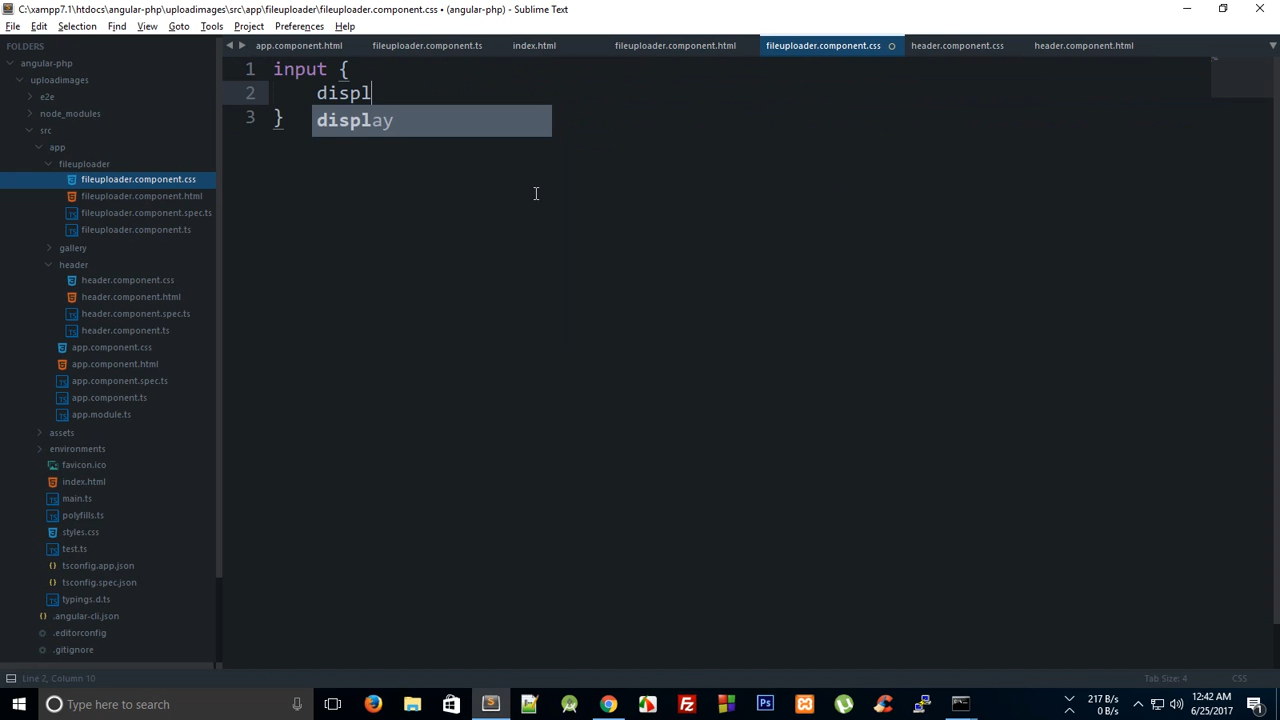 C:\xampp7.1\htdocs\angular-php\uploadimages\src\app\fileuploader\fileuploader.component.css • (angular-php) - Sublime Text
File Edit Selection Find View Goto Tools Project Preferences Help
FOLDERS
angular-php
uploadimages
e2e
node_modules
src
app
fileuploader
fileuploader.component.css
fileuploader.component.html
fileuploader.component.spec.ts
fileuploader.component.ts
gallery
header
header.component.css
header.component.html
header.component.spec.ts
header.component.ts
app.component.css
app.component.html
app.component.spec.ts
app.component.ts
app.module.ts
assets
environments
favicon.ico
index.html
main.ts
polyfills.ts
styles.css
test.ts
tsconfig.app.json
tsconfig.spec.json
typings.d.ts
.angular-cli.json
.editorconfig
.gitignore
app.component.html fileuploader.component.ts index.html fileuploader.component.html fileuploader.component.css header.component.css header.component.html
1 input {
2 displ
display
3 }
Line 2, Column 10 Tab Size: 4 CSS
Type here to search
217 B/s
0 B/s
12:42 AM
6/25/2017